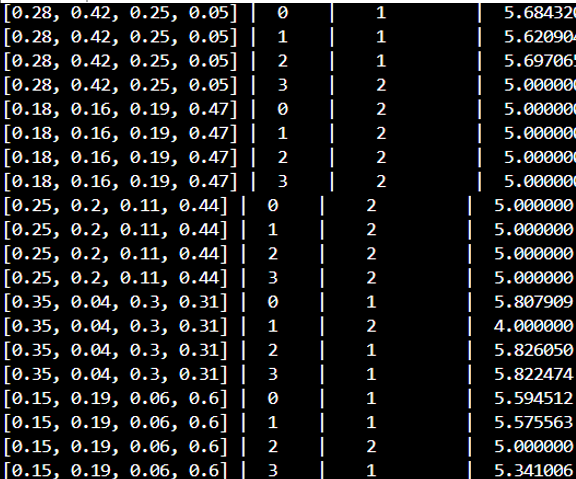 [0.28, 0.42, 0.25, 0.05] | 0 | 1 | 5.684320
[0.28, 0.42, 0.25, 0.05] | 1 | 1 | 5.620904
[0.28, 0.42, 0.25, 0.05] | 2 | 1 | 5.697065
[0.28, 0.42, 0.25, 0.05] | 3 | 2 | 5.000000
[0.18, 0.16, 0.19, 0.47] | 0 | 2 | 5.000000
[0.18, 0.16, 0.19, 0.47] | 1 | 2 | 5.000000
[0.18, 0.16, 0.19, 0.47] | 2 | 2 | 5.000000
[0.18, 0.16, 0.19, 0.47] | 3 | 2 | 5.000000
[0.25, 0.2, 0.11, 0.44] | 0 | 2 | 5.000000
[0.25, 0.2, 0.11, 0.44] | 1 | 2 | 5.000000
[0.25, 0.2, 0.11, 0.44] | 2 | 2 | 5.000000
[0.25, 0.2, 0.11, 0.44] | 3 | 2 | 5.000000
[0.35, 0.04, 0.3, 0.31] | 0 | 1 | 5.807909
[0.35, 0.04, 0.3, 0.31] | 1 | 2 | 4.000000
[0.35, 0.04, 0.3, 0.31] | 2 | 1 | 5.826050
[0.35, 0.04, 0.3, 0.31] | 3 | 1 | 5.822474
[0.15, 0.19, 0.06, 0.6] | 0 | 1 | 5.594512
[0.15, 0.19, 0.06, 0.6] | 1 | 1 | 5.575563
[0.15, 0.19, 0.06, 0.6] | 2 | 2 | 5.000000
[0.15, 0.19, 0.06, 0.6] | 3 | 1 | 5.341006